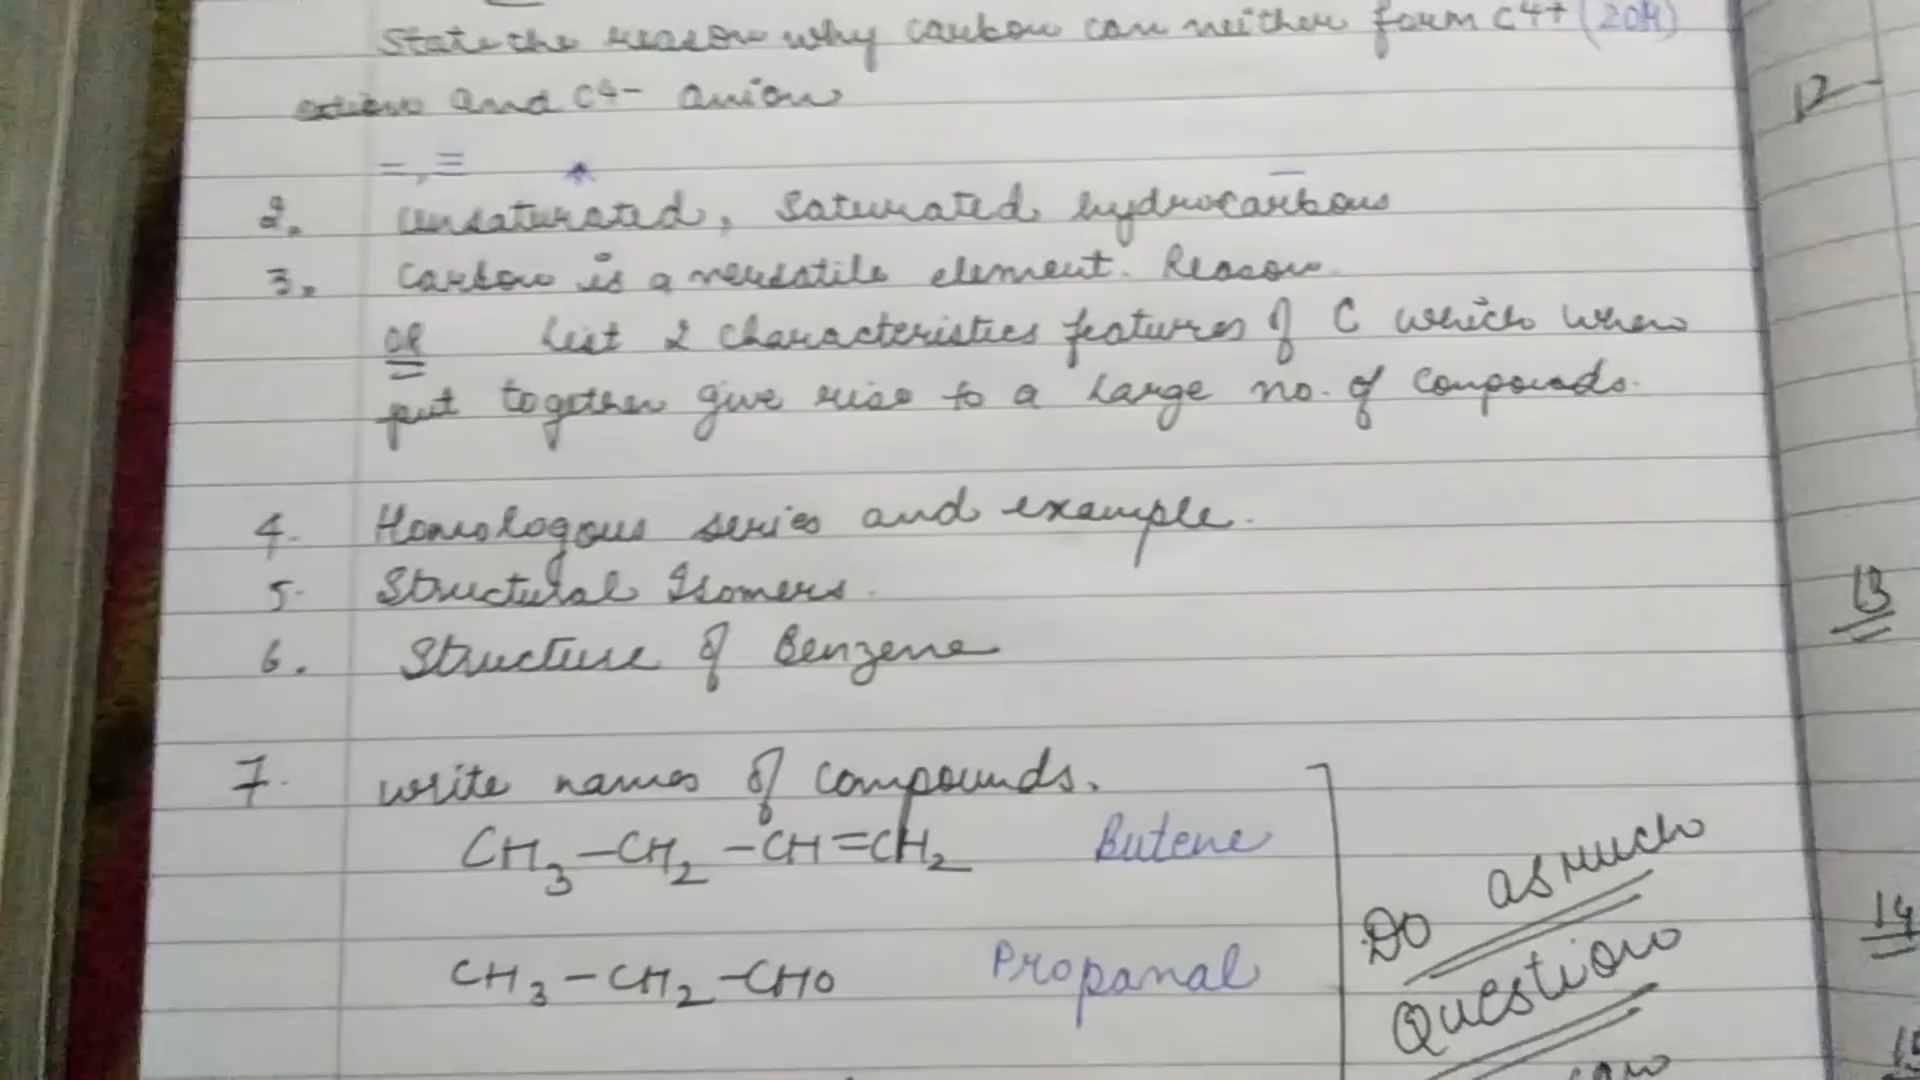 State the reason why carbon can neither form C4+ (2014)
cations and C4- anion
=, ≡
2. Unsaturated, Saturated hydrocarbons
3. Carbon is a versatile element. Reason
OR List 2 characteristics features of C which when
put together give rise to a large no. of compounds.
4. Homologous series and example.
5. Structural Isomers.
6. Structure of Benzene
7. write names of compounds.
CH3-CH2-CH=CH2 Butene
CH3-CH2-CHO Propanal
Do as much
Question
12
13
14